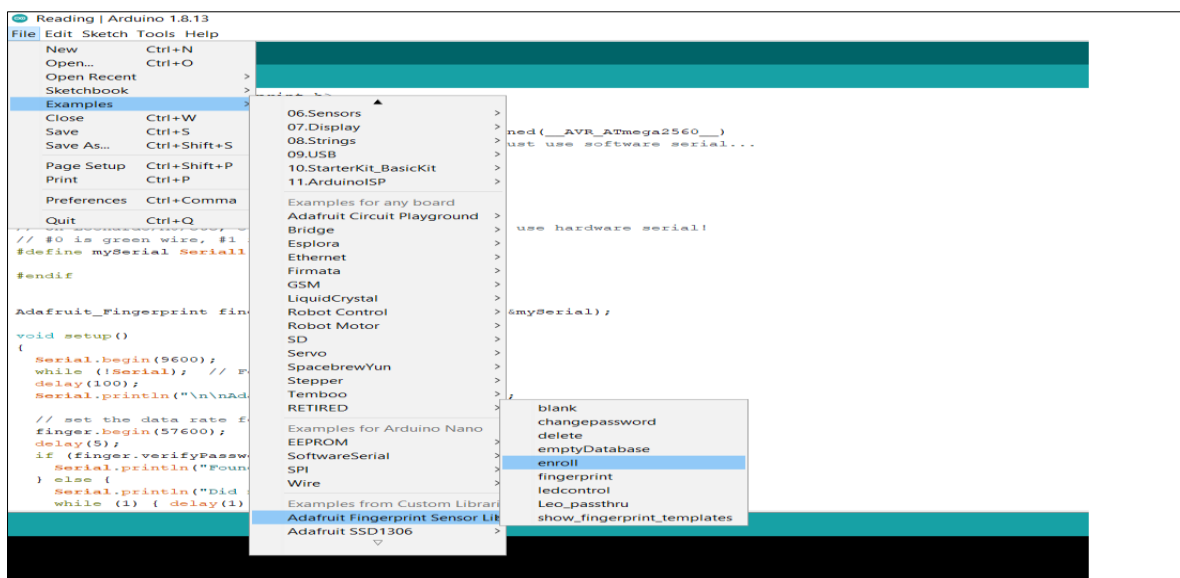 Reading | Arduino 1.8.13
File Edit Sketch Tools Help
New Ctrl+N
Open... Ctrl+O
Open Recent >
Sketchbook >
Examples >
Close Ctrl+W
Save Ctrl+S
Save As... Ctrl+Shift+S
Page Setup Ctrl+Shift+P
Print Ctrl+P
Preferences Ctrl+Comma
Quit Ctrl+Q
06.Sensors >
07.Display >
08.Strings >
09.USB >
10.StarterKit_BasicKit >
11.ArduinoISP >
Examples for any board
Adafruit Circuit Playground >
Bridge >
Esplora >
Ethernet >
Firmata >
GSM >
LiquidCrystal >
Robot Control >
Robot Motor >
SD >
Servo >
SpacebrewYun >
Stepper >
Temboo >
RETIRED >
Examples for Arduino Nano
EEPROM >
SoftwareSerial >
SPI >
Wire >
Examples from Custom Librari
Adafruit Fingerprint Sensor Lib
Adafruit SSD1306 >
blank
changepassword
delete
emptyDatabase
enroll
fingerprint
ledcontrol
Leo_passthru
show_fingerprint_templates
ned(__AVR_ATmega2560__)
ust use software serial...
use hardware serial!
// #0 is green wire, #1
#define mySerial Serial1
#endif
Adafruit_Fingerprint fin &mySerial);
void setup()
{
Serial.begin(9600);
while (!Serial); // F
delay(100);
Serial.println("\n\nAd ;
// set the data rate f
finger.begin(57600);
delay(5);
if (finger.verifyPassw
Serial.println("Foun
} else {
Serial.println("Did
while (1) { delay(1)